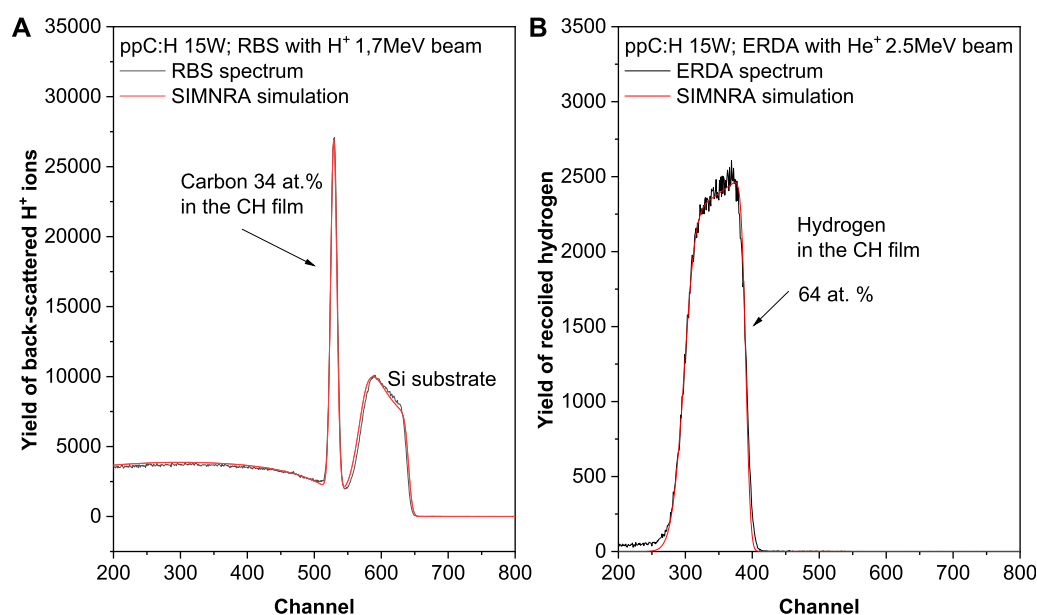 A
ppC:H 15W; RBS with H⁺ 1,7MeV beam
RBS spectrum
SIMNRA simulation
Carbon 34 at.%
in the CH film
Si substrate
Yield of back-scattered H⁺ ions
35000
30000
25000
20000
15000
10000
5000
0
200 300 400 500 600 700 800
Channel
B
ppC:H 15W; ERDA with He⁺ 2.5MeV beam
ERDA spectrum
SIMNRA simulation
Hydrogen
in the CH film
64 at. %
Yield of recoiled hydrogen
3500
3000
2500
2000
1500
1000
500
0
200 300 400 500 600 700 800
Channel